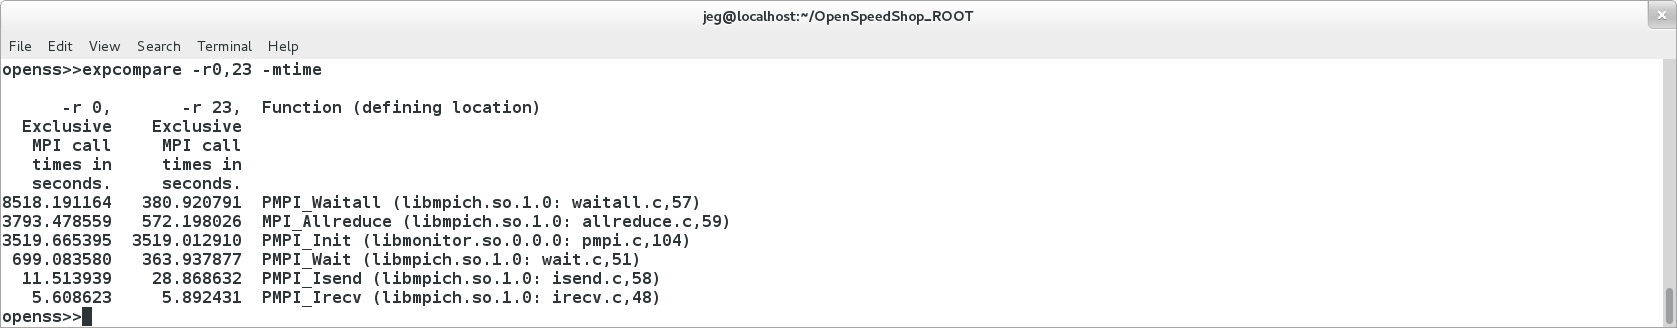 jeg@localhost:~/OpenSpeedShop_ROOT
File Edit View Search Terminal Help
openss>>expcompare -r0,23 -mtime
-r 0, -r 23, Function (defining location)
Exclusive Exclusive
MPI call MPI call
times in times in
seconds. seconds.
8518.191164 380.920791 PMPI_Waitall (libmpich.so.1.0: waitall.c,57)
3793.478559 572.198026 MPI_Allreduce (libmpich.so.1.0: allreduce.c,59)
3519.665395 3519.012910 PMPI_Init (libmonitor.so.0.0.0: pmpi.c,104)
699.083580 363.937877 PMPI_Wait (libmpich.so.1.0: wait.c,51)
11.513939 28.868632 PMPI_Isend (libmpich.so.1.0: isend.c,58)
5.608623 5.892431 PMPI_Irecv (libmpich.so.1.0: irecv.c,48)
openss>>